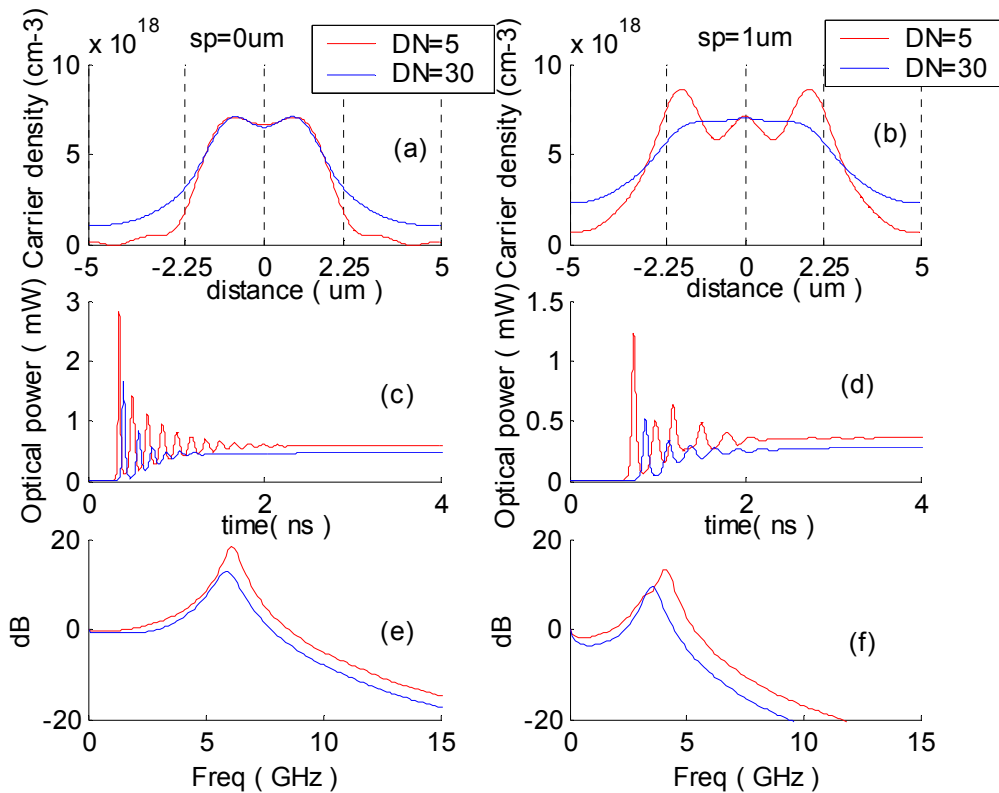 x 10^18
sp=0um
DN=5
DN=30
Carrier density (cm-3)
10
5
0
(a)
-5
-2.25
0
2.25
5
distance ( um )
x 10^18
sp=1um
DN=5
DN=30
Carrier density (cm-3)
10
5
0
(b)
-5
-2.25
0
2.25
5
distance ( um )
Optical power ( mW)
3
2
1
0
(c)
0
2
4
time( ns )
Optical power ( mW)
1.5
1
0.5
0
(d)
0
2
4
time( ns )
dB
20
0
-20
(e)
0
5
10
15
Freq ( GHz)
dB
20
0
-20
(f)
0
5
10
15
Freq ( GHz)